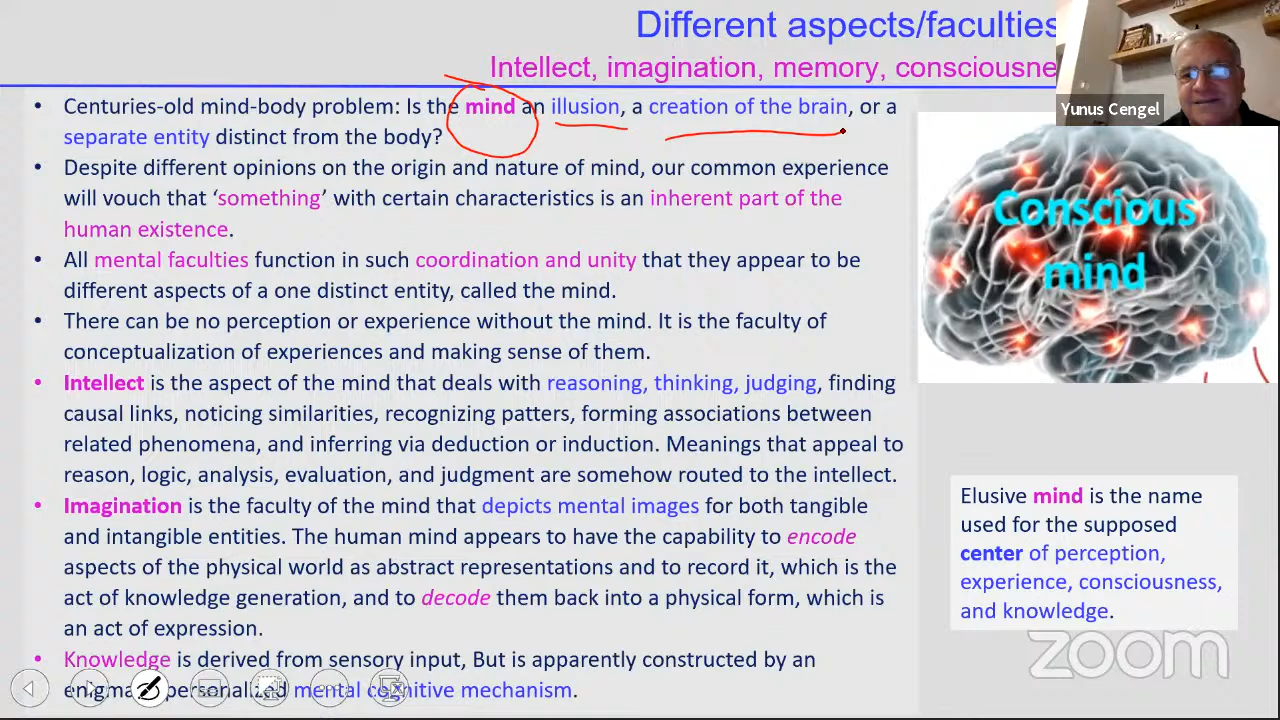 Different aspects/faculties
Intellect, imagination, memory, consciousne
Yunus Cengel
• Centuries-old mind-body problem: Is the mind an illusion, a creation of the brain, or a
separate entity distinct from the body?
• Despite different opinions on the origin and nature of mind, our common experience
will vouch that ‘something’ with certain characteristics is an inherent part of the
human existence.
• All mental faculties function in such coordination and unity that they appear to be
different aspects of a one distinct entity, called the mind.
• There can be no perception or experience without the mind. It is the faculty of
conceptualization of experiences and making sense of them.
• Intellect is the aspect of the mind that deals with reasoning, thinking, judging, finding
causal links, noticing similarities, recognizing patters, forming associations between
related phenomena, and inferring via deduction or induction. Meanings that appeal to
reason, logic, analysis, evaluation, and judgment are somehow routed to the intellect.
• Imagination is the faculty of the mind that depicts mental images for both tangible
and intangible entities. The human mind appears to have the capability to encode
aspects of the physical world as abstract representations and to record it, which is the
act of knowledge generation, and to decode them back into a physical form, which is
an act of expression.
• Knowledge is derived from sensory input, But is apparently constructed by an
mental cognitive mechanism.
Conscious
mind
Elusive mind is the name
used for the supposed
center of perception,
experience, consciousness,
and knowledge.
zoom